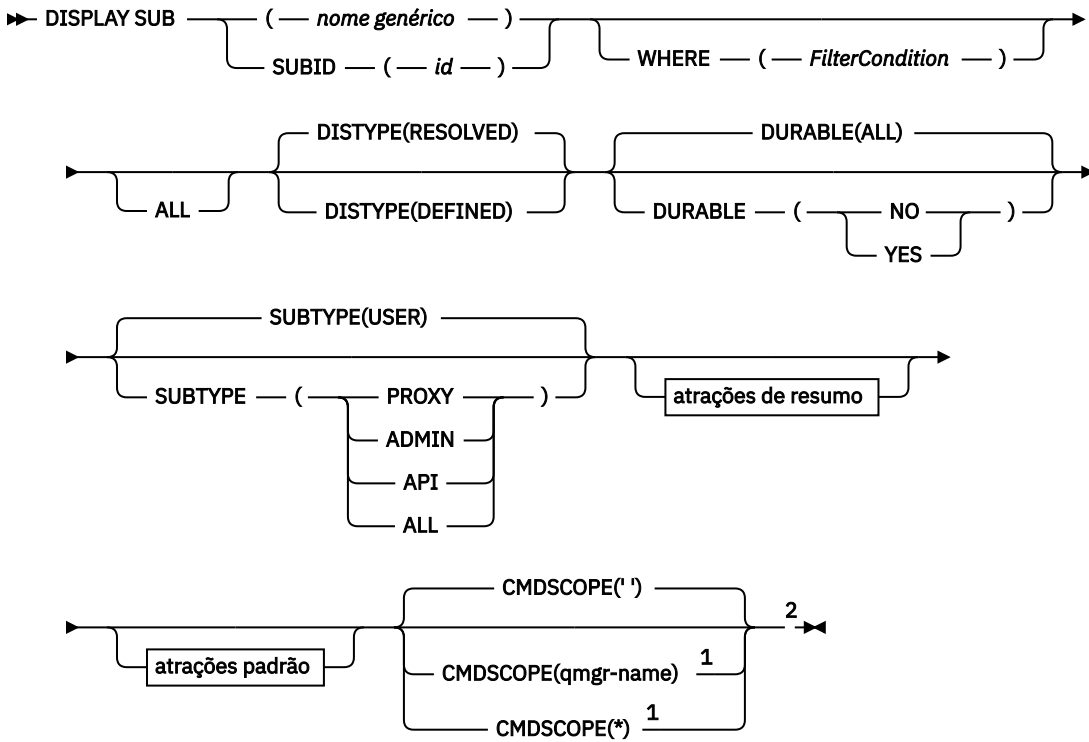 DISPLAY SUB ( nome genérico )
SUBID ( id )
WHERE ( FilterCondition )
ALL
DISTYPE(RESOLVED)
DISTYPE(DEFINED)
DURABLE(ALL)
DURABLE ( NO )
YES
SUBTYPE(USER)
SUBTYPE ( PROXY )
ADMIN
API
ALL
atrações de resumo
atrações padrão
CMDSCOPE(' ')
CMDSCOPE(qmgr-name) 1
CMDSCOPE(*) 1
2